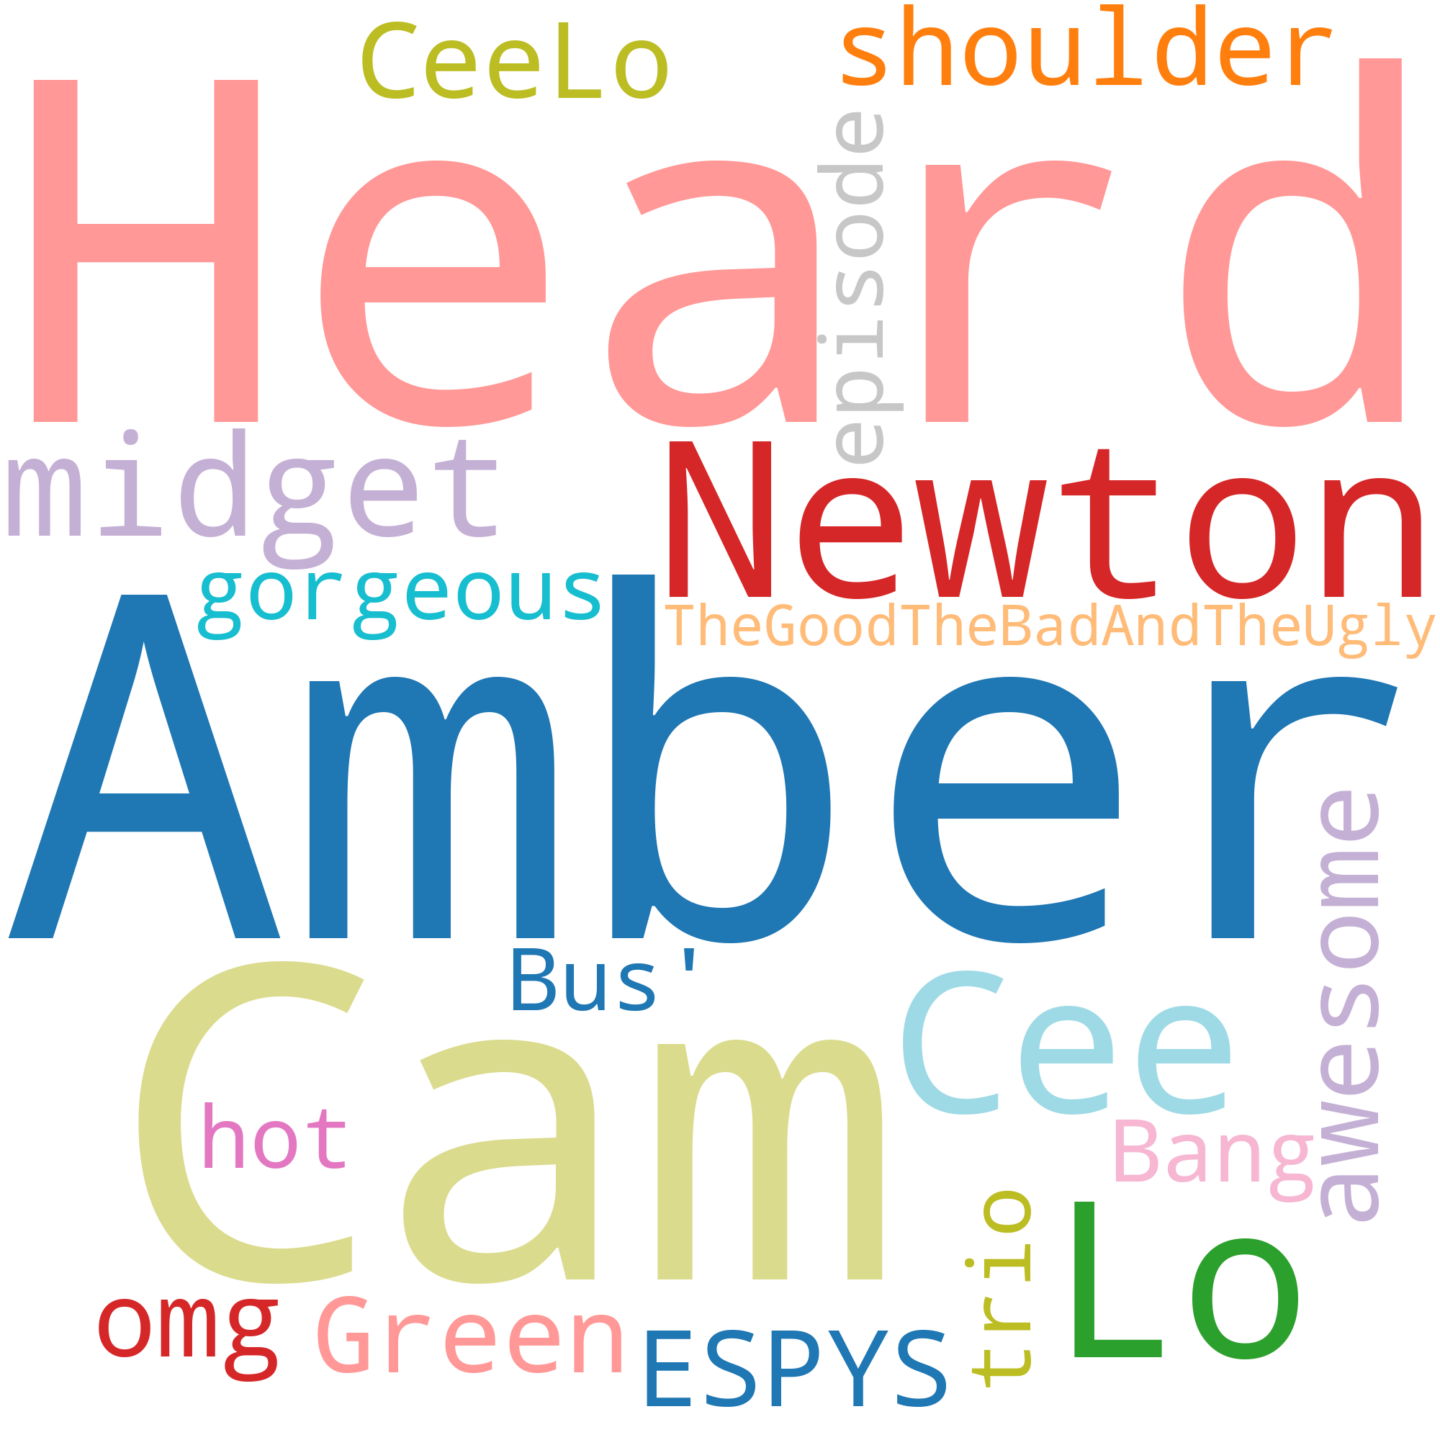 CeeLo
shoulder
Heard
episode
midget
Newton
gorgeous
TheGoodTheBadAndTheUgly
Amber
awesome
Bus'
Cam
Cee
hot
Bang
trio
Lo
omg
Green
ESPYS